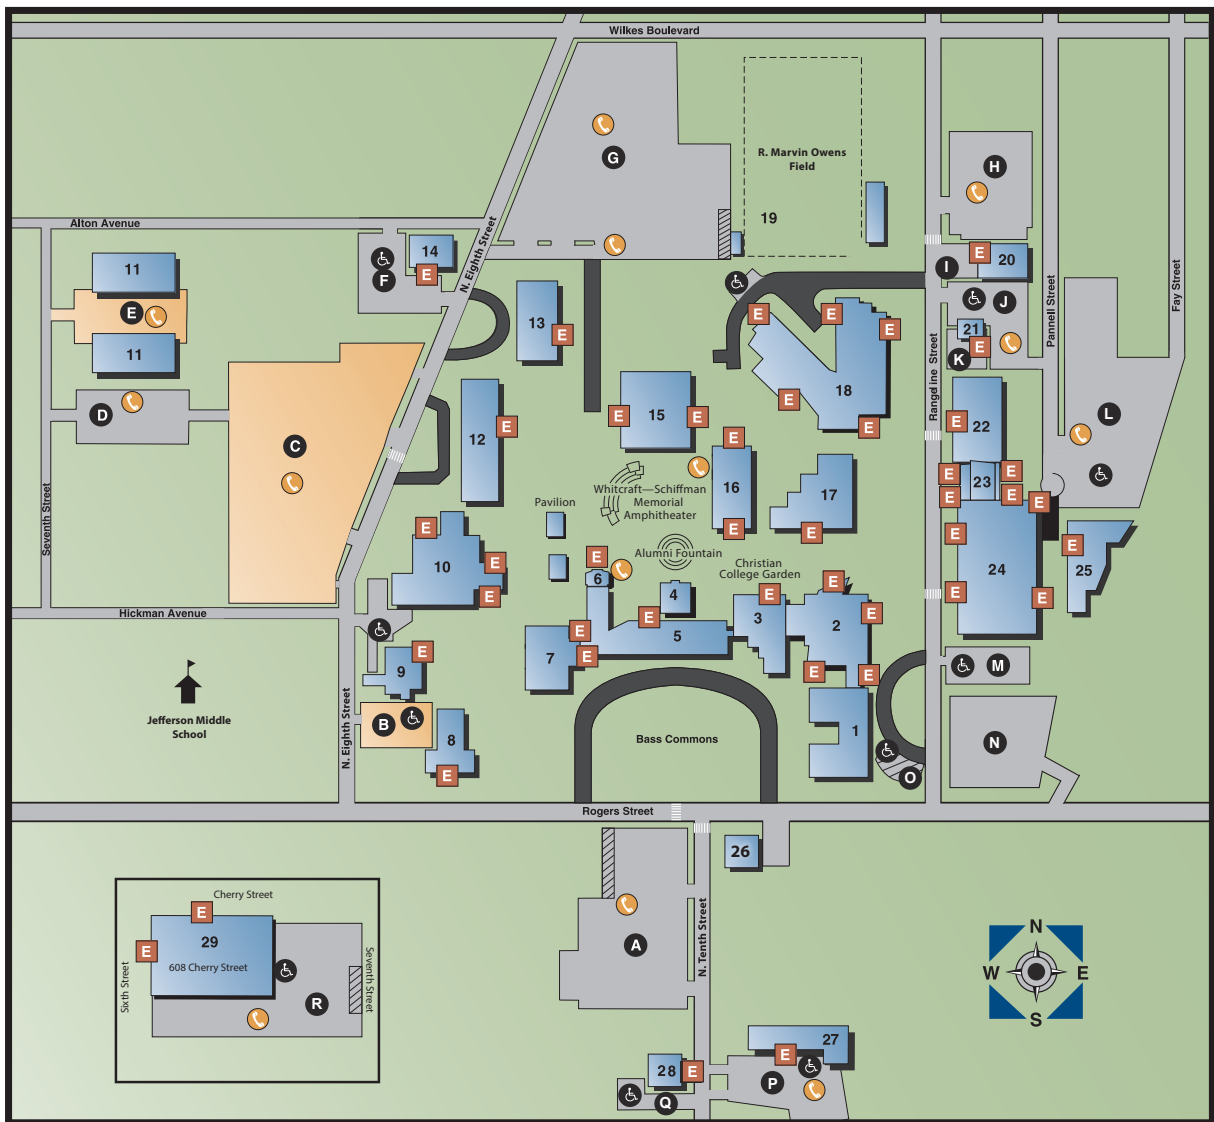 Wilkes Boulevard
G
R. Marvin Owens
Field
H
19
Alton Avenue
N. Eighth Street
14
E
F
11
E
11
D
C
13
E
I
E
20
J
21
E
K
Pannell Street
Fay Street
E
E
E
18
E
E
15
E
E
12
E
16
E
E
17
E
Whitcraft—Schiffman
Memorial
Amphitheater
Pavilion
Alumni Fountain
Christian
College Garden
22
E
L
23
E
E
E
E
E
24
E
E
E
25
E
Seventh Street
E
10
E
E
Hickman Avenue
E
6
4
E
5
E
7
E
3
E
2
E
E
E
E
9
E
M
Jefferson Middle
School
N. Eighth Street
B
8
E
Bass Commons
1
O
N
Rogers Street
26
A
N. Tenth Street
Cherry Street
E
29
E
608 Cherry Street
Sixth Street
Seventh Street
R
N
W
E
S
27
E
P
28
E
Q